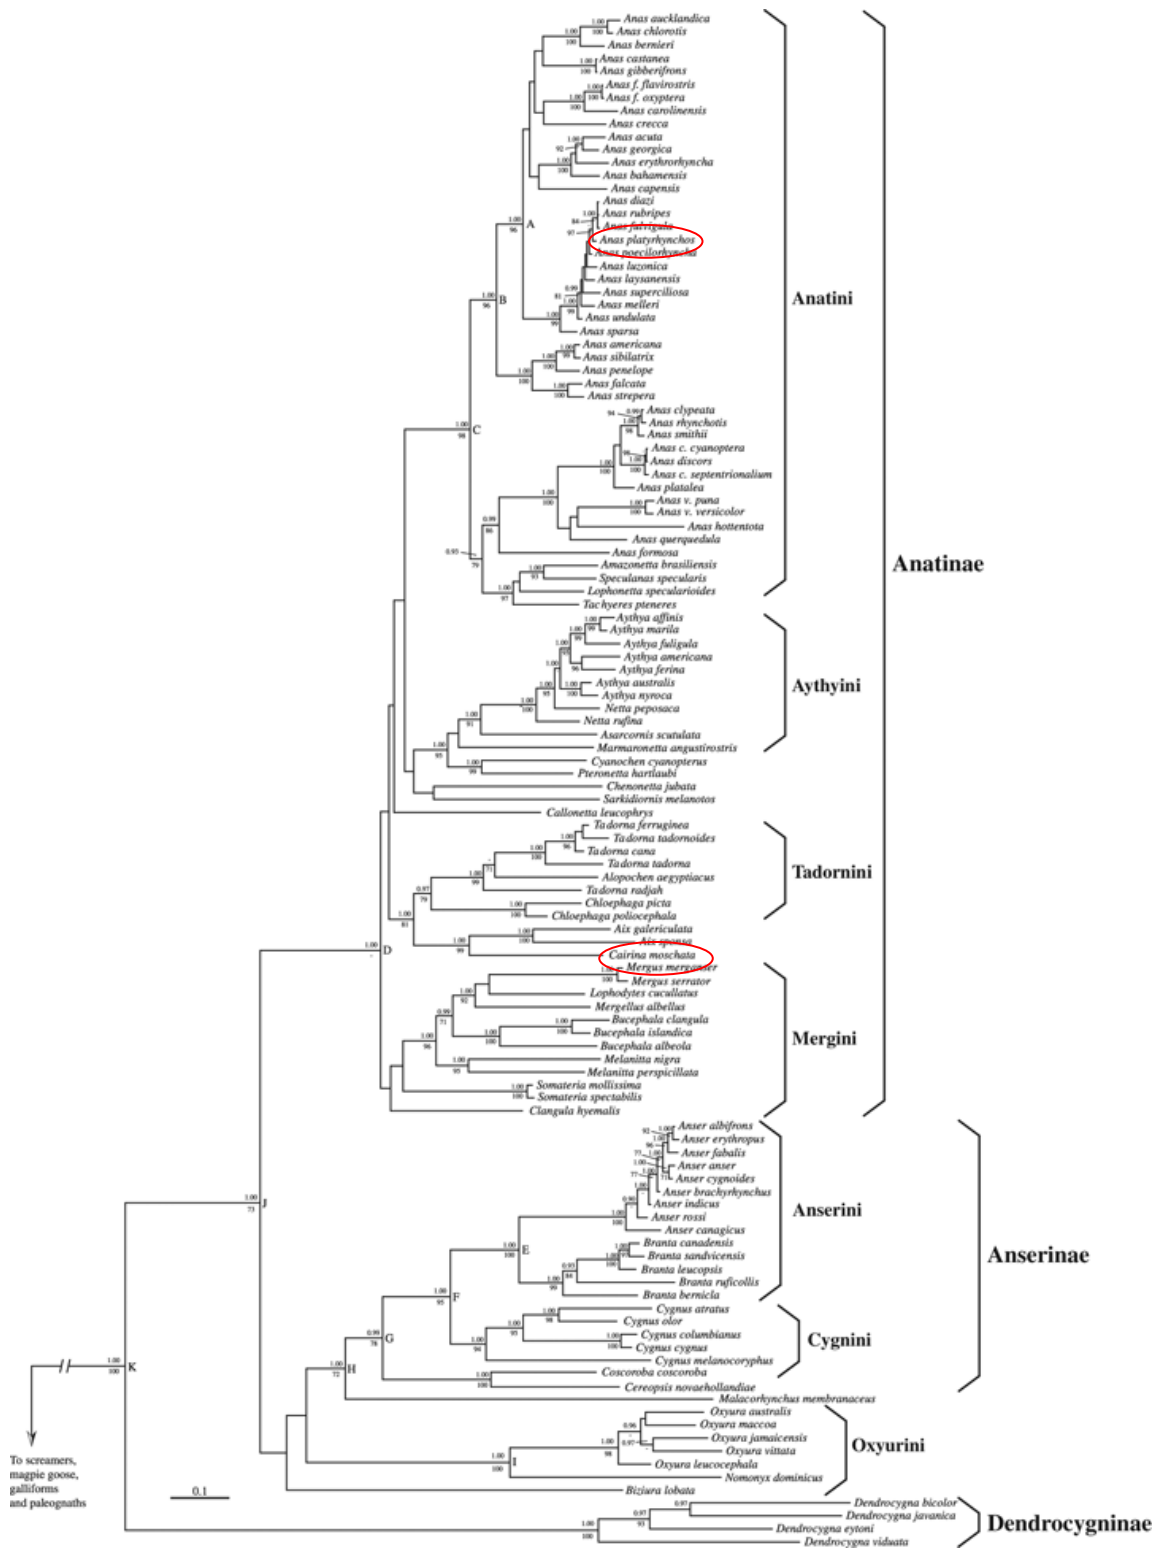 Anas aucklandica
Anas chlorotis
Anas bernieri
Anas castanea
Anas gibberifrons
Anas f. flavirostris
Anas f. oxyptera
Anas carolinensis
Anas crecca
Anas acuta
Anas georgica
Anas erythrorhyncha
Anas bahamensis
Anas capensis
Anas diazi
Anas rubripes
Anas fulvigula
Anas platyrhynchos
Anas poecilorhyncha
Anas luzonica
Anas laysanensis
Anas superciliosa
Anas melleri
Anas undulata
Anas sparsa
Anas americana
Anas sibilatrix
Anas penelope
Anas falcata
Anas strepera
Anas clypeata
Anas rhynchotis
Anas smithii
Anas c. cyanoptera
Anas discors
Anas c. septentrionalium
Anas platalea
Anas v. puna
Anas v. versicolor
Anas hottentota
Anas querquedula
Anas formosa
Amazonetta brasiliensis
Speculanas specularis
Lophonetta specularioides
Tachyeres pteneres
Anatini
Aythya affinis
Aythya marila
Aythya fuligula
Aythya americana
Aythya ferina
Aythya australis
Aythya nyroca
Netta peposaca
Netta rufina
Asarcornis scutulata
Marmaronetta angustirostris
Aythyini
Cyanochen cyanopterus
Pteronetta hartlaubi
Chenonetta jubata
Sarkidiornis melanotos
Callonetta leucophrys
Tadorna ferruginea
Tadorna tadornoides
Tadorna cana
Tadorna tadorna
Alopochen aegyptiacus
Tadorna radjah
Chloephaga picta
Chloephaga poliocephala
Tadornini
Aix galericulata
Aix sponsa
Cairina moschata
Mergus merganser
Mergus serrator
Lophodytes cucullatus
Mergellus albellus
Bucephala clangula
Bucephala islandica
Bucephala albeola
Melanitta nigra
Melanitta perspicillata
Somateria mollissima
Somateria spectabilis
Clangula hyemalis
Mergini
Anatinae
Anser albifrons
Anser erythropus
Anser fabalis
Anser anser
Anser cygnoides
Anser brachyrhynchus
Anser indicus
Anser rossi
Anser canagicus
Branta canadensis
Branta sandvicensis
Branta leucopsis
Branta ruficollis
Branta bernicla
Anserini
Cygnus atratus
Cygnus olor
Cygnus columbianus
Cygnus cygnus
Cygnus melanocoryphus
Cygnini
Coscoroba coscoroba
Cereopsis novaehollandiae
Anserinae
Malacorhynchus membranaceus
Oxyura australis
Oxyura maccoa
Oxyura jamaicensis
Oxyura vittata
Oxyura leucocephala
Nomonyx dominicus
Oxyurini
Biziura lobata
Dendrocygna bicolor
Dendrocygna javanica
Dendrocygna eytoni
Dendrocygna viduata
Dendrocygninae
A
B
C
D
E
F
G
H
I
J
K
To screamers,
magpie goose,
galliforms
and paleognaths
0.1